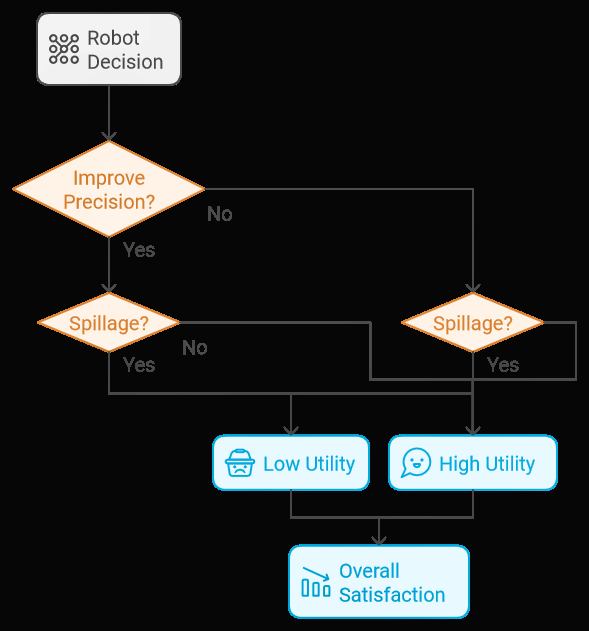 Robot
Decision
Improve
Precision?
No
Yes
Spillage?
Spillage?
No
Yes
Yes
Low Utility
High Utility
Overall
Satisfaction